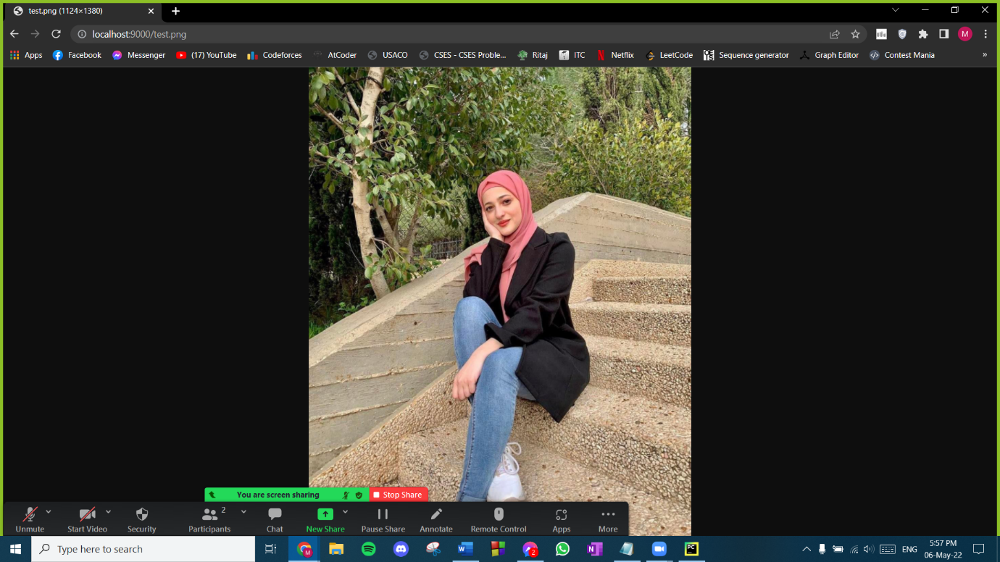 test.png (1124×1380)
localhost:9000/test.png
M
Apps Facebook Messenger (17) YouTube Codeforces AtCoder USACO CSES - CSES Proble... Ritaj ITC Netflix LeetCode Sequence generator Graph Editor Contest Mania »
You are screen sharing Stop Share
2
Unmute Start Video Security Participants Chat New Share Pause Share Annotate Remote Control Apps More
Type here to search
M
W
2
N
PC
ENG
5:57 PM
06-May-22